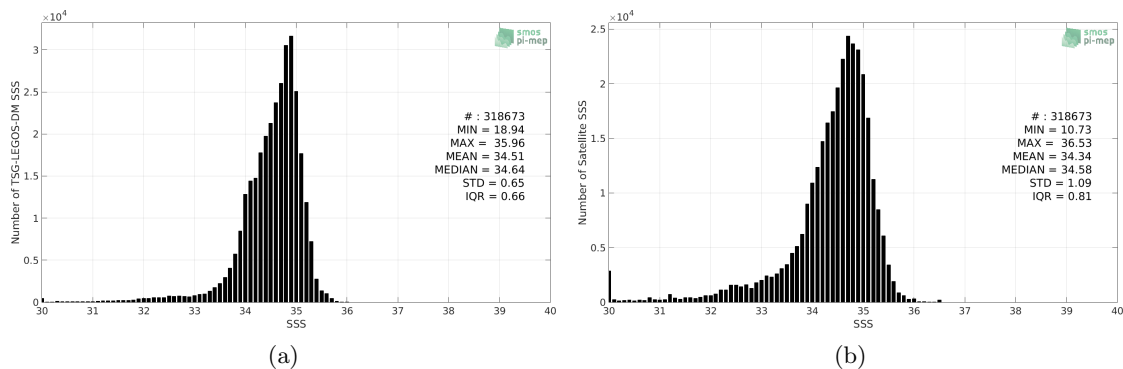 ×10⁴
3
2.5
2
1.5
1
0.5
0
30 31 32 33 34 35 36 37 38 39 40
SSS
Number of TSG-LEGOS-DM SSS
smos
pi-mep
# : 318673
MIN = 18.94
MAX = 35.96
MEAN = 34.51
MEDIAN = 34.64
STD = 0.65
IQR = 0.66
(a)
×10⁴
2.5
2
1.5
1
0.5
0
30 31 32 33 34 35 36 37 38 39 40
SSS
Number of Satellite SSS
smos
pi-mep
# : 318673
MIN = 10.73
MAX = 36.53
MEAN = 34.34
MEDIAN = 34.58
STD = 1.09
IQR = 0.81
(b)